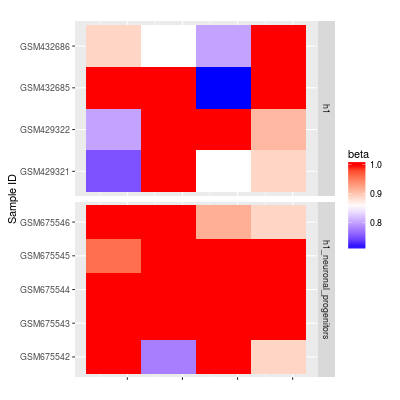 Sample ID
GSM432686
GSM432685
GSM429322
GSM429321
h1
GSM675546
GSM675545
GSM675544
GSM675543
GSM675542
h1_neuronal_progenitors
beta
1.0
0.9
0.8